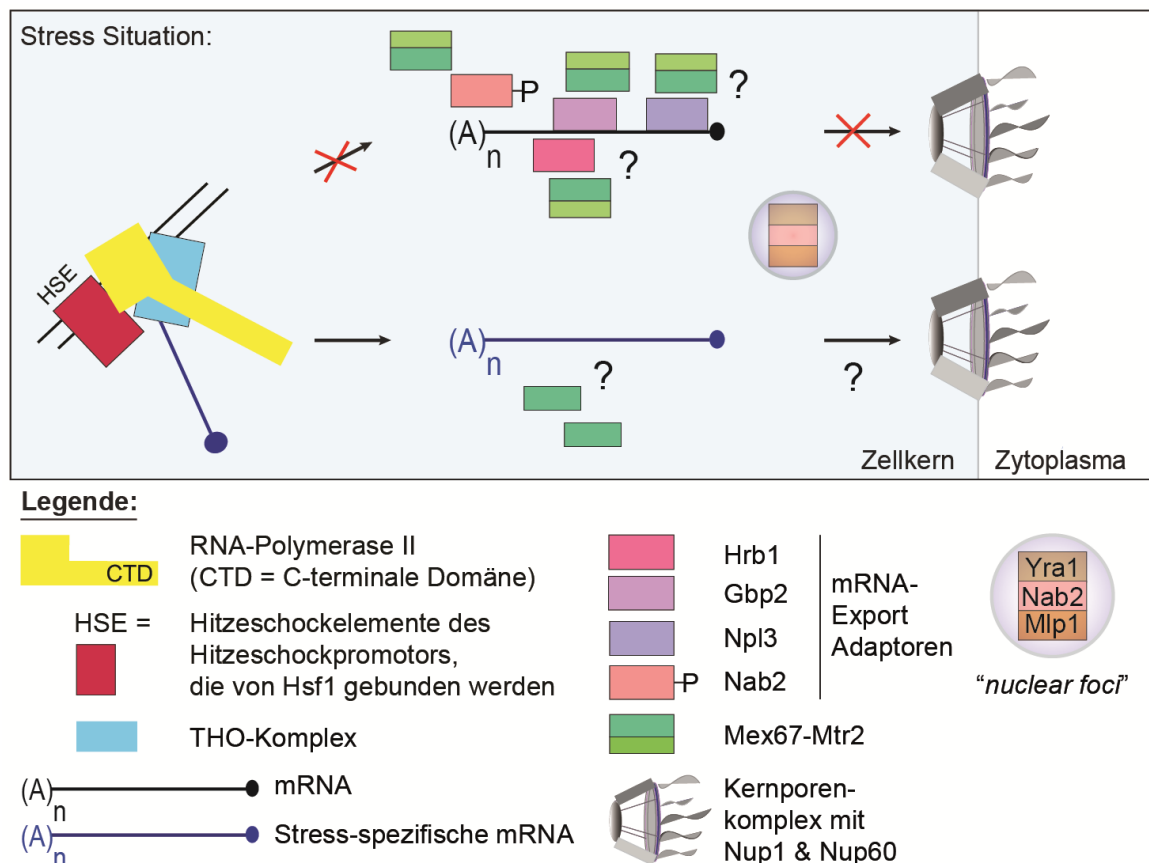 Stress Situation:
P
?
(A)n
?
HSE
(A)n
?
?
Zellkern
Zytoplasma
Legende:
CTD
RNA-Polymerase II
(CTD = C-terminale Domäne)
HSE =
Hitzeschockelemente des
Hitzeschockpromotors,
die von Hsf1 gebunden werden
THO-Komplex
(A)n
mRNA
(A)n
Stress-spezifische mRNA
Hrb1
Gbp2
Npl3
P
Nab2
mRNA-
Export
Adaptoren
Mex67-Mtr2
Kernporen-
komplex mit
Nup1 & Nup60
Yra1
Nab2
Mlp1
“nuclear foci”